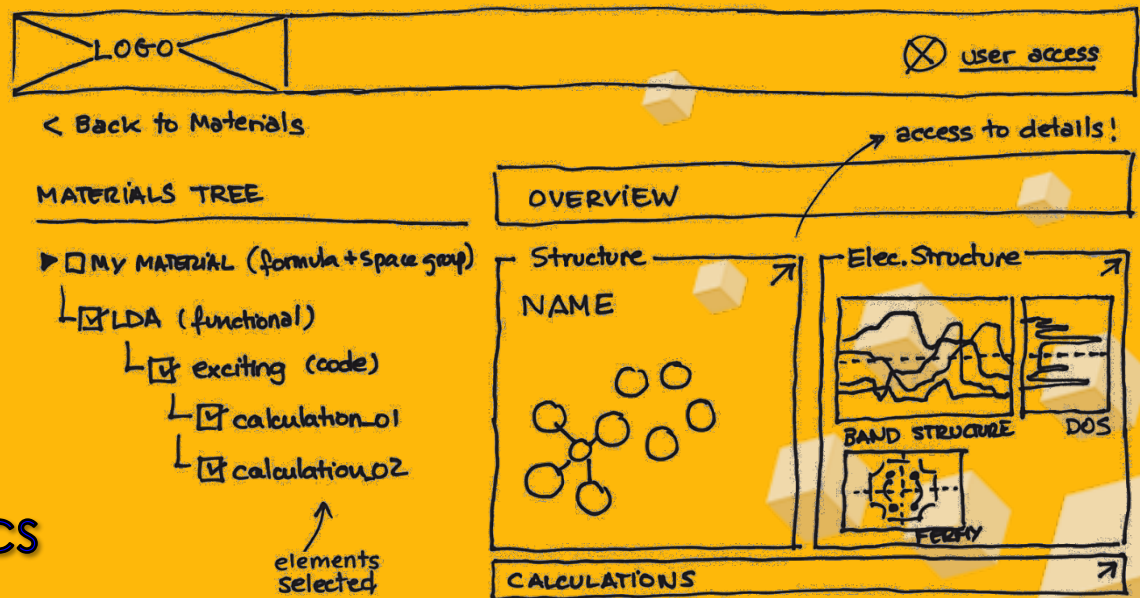 LOGO
user access
< Back to Materials
access to details!
MATERIALS TREE
OVERVIEW
MY MATERIAL (formula + space group)
LDA (functional)
exciting (code)
calculation_01
calculation_02
elements
selected
CS
Structure
NAME
Elec. Structure
BAND STRUCTURE
DOS
FERMY
CALCULATIONS